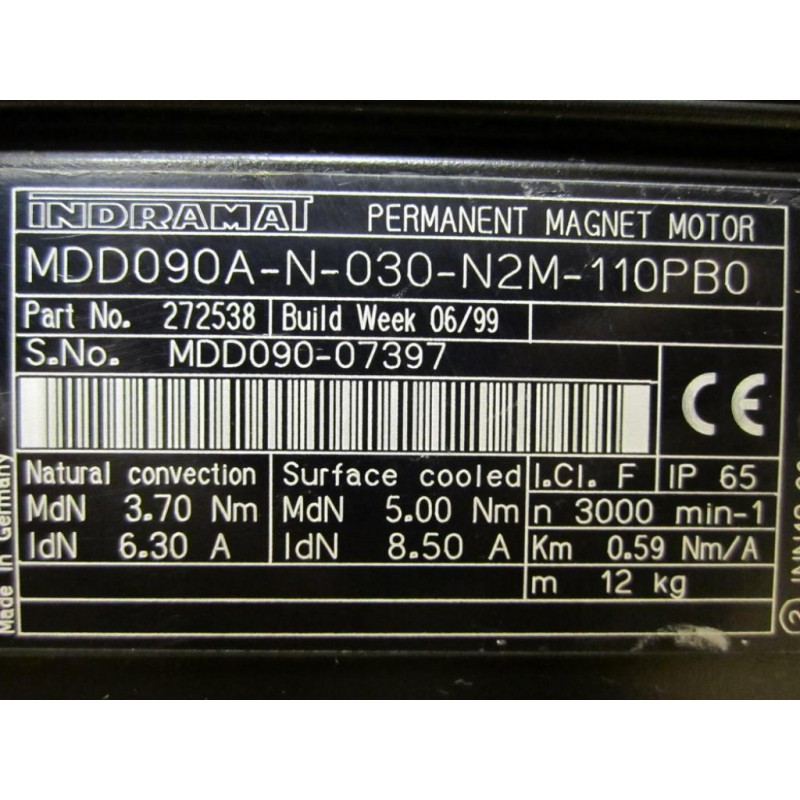 INDRAMAT PERMANENT MAGNET MOTOR
MDD090A-N-030-N2M-110PB0
Part No. 272538 Build Week 06/99
S.No. MDD090-07397
CE
Natural convection Surface cooled I.Cl. F IP 65
MdN 3.70 Nm MdN 5.00 Nm n 3000 min-1
IdN 6.30 A IdN 8.50 A Km 0.59 Nm/A
m 12 kg
Made in Germany